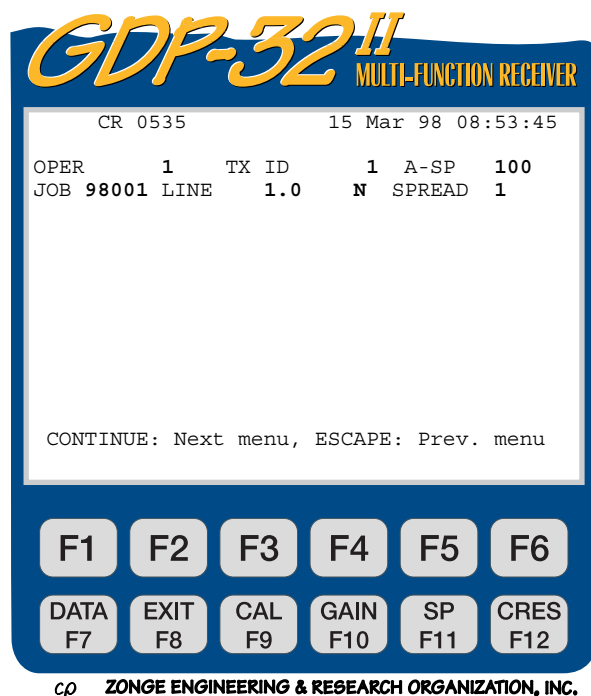 GDP-32 II
MULTI-FUNCTION RECEIVER
CR 0535 15 Mar 98 08:53:45
OPER 1 TX ID 1 A-SP 100
JOB 98001 LINE 1.0 N SPREAD 1
CONTINUE: Next menu, ESCAPE: Prev. menu
F1 F2 F3 F4 F5 F6
DATA EXIT CAL GAIN SP CRES
F7 F8 F9 F10 F11 F12
ZONGE ENGINEERING & RESEARCH ORGANIZATION, INC.